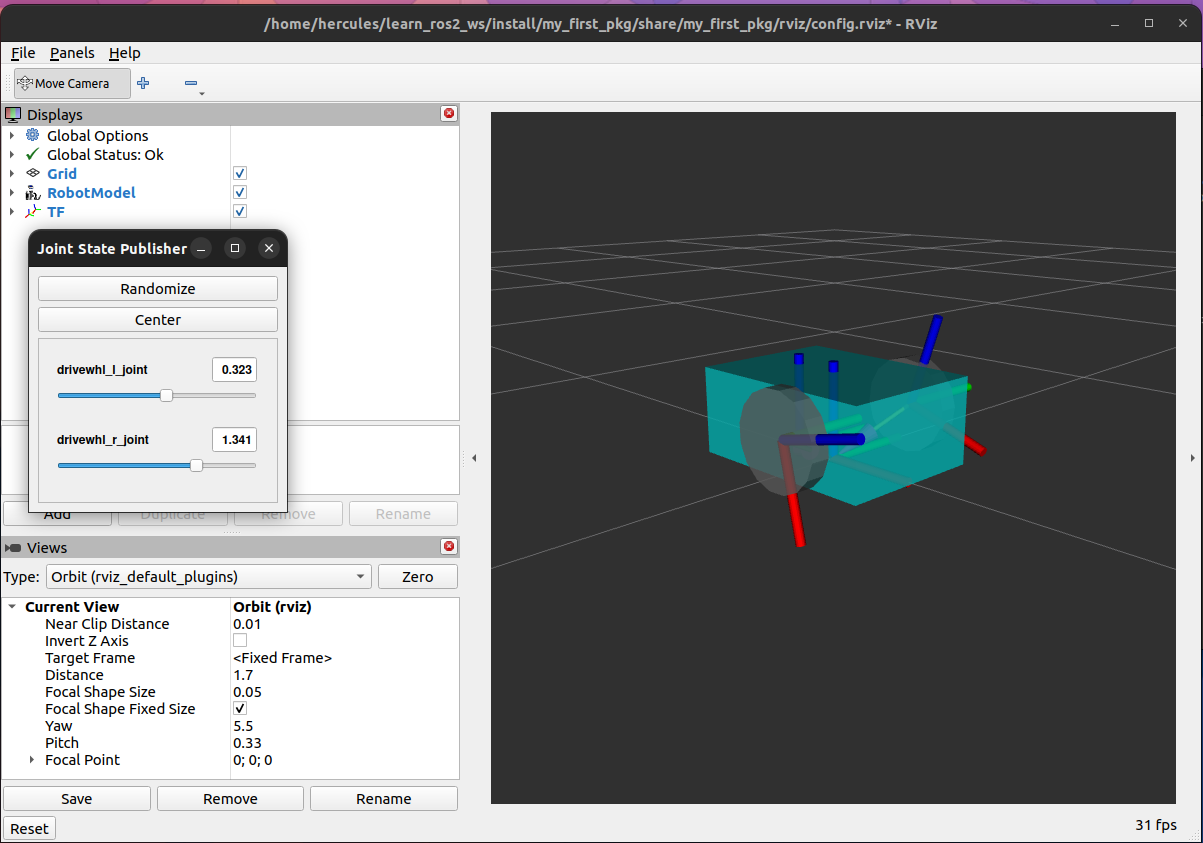 /home/hercules/learn_ros2_ws/install/my_first_pkg/share/my_first_pkg/rviz/config.rviz* - RViz
File Panels Help
Move Camera
Displays
Global Options
Global Status: Ok
Grid
RobotModel
TF
Joint State Publisher
Randomize
Center
drivewhl_l_joint 0.323
drivewhl_r_joint 1.341
Add Duplicate Remove Rename
Views
Type: Orbit (rviz_default_plugins) Zero
Current View Orbit (rviz)
Near Clip Distance 0.01
Invert Z Axis
Target Frame <Fixed Frame>
Distance 1.7
Focal Shape Size 0.05
Focal Shape Fixed Size
Yaw 5.5
Pitch 0.33
Focal Point 0; 0; 0
Save Remove Rename
Reset
31 fps